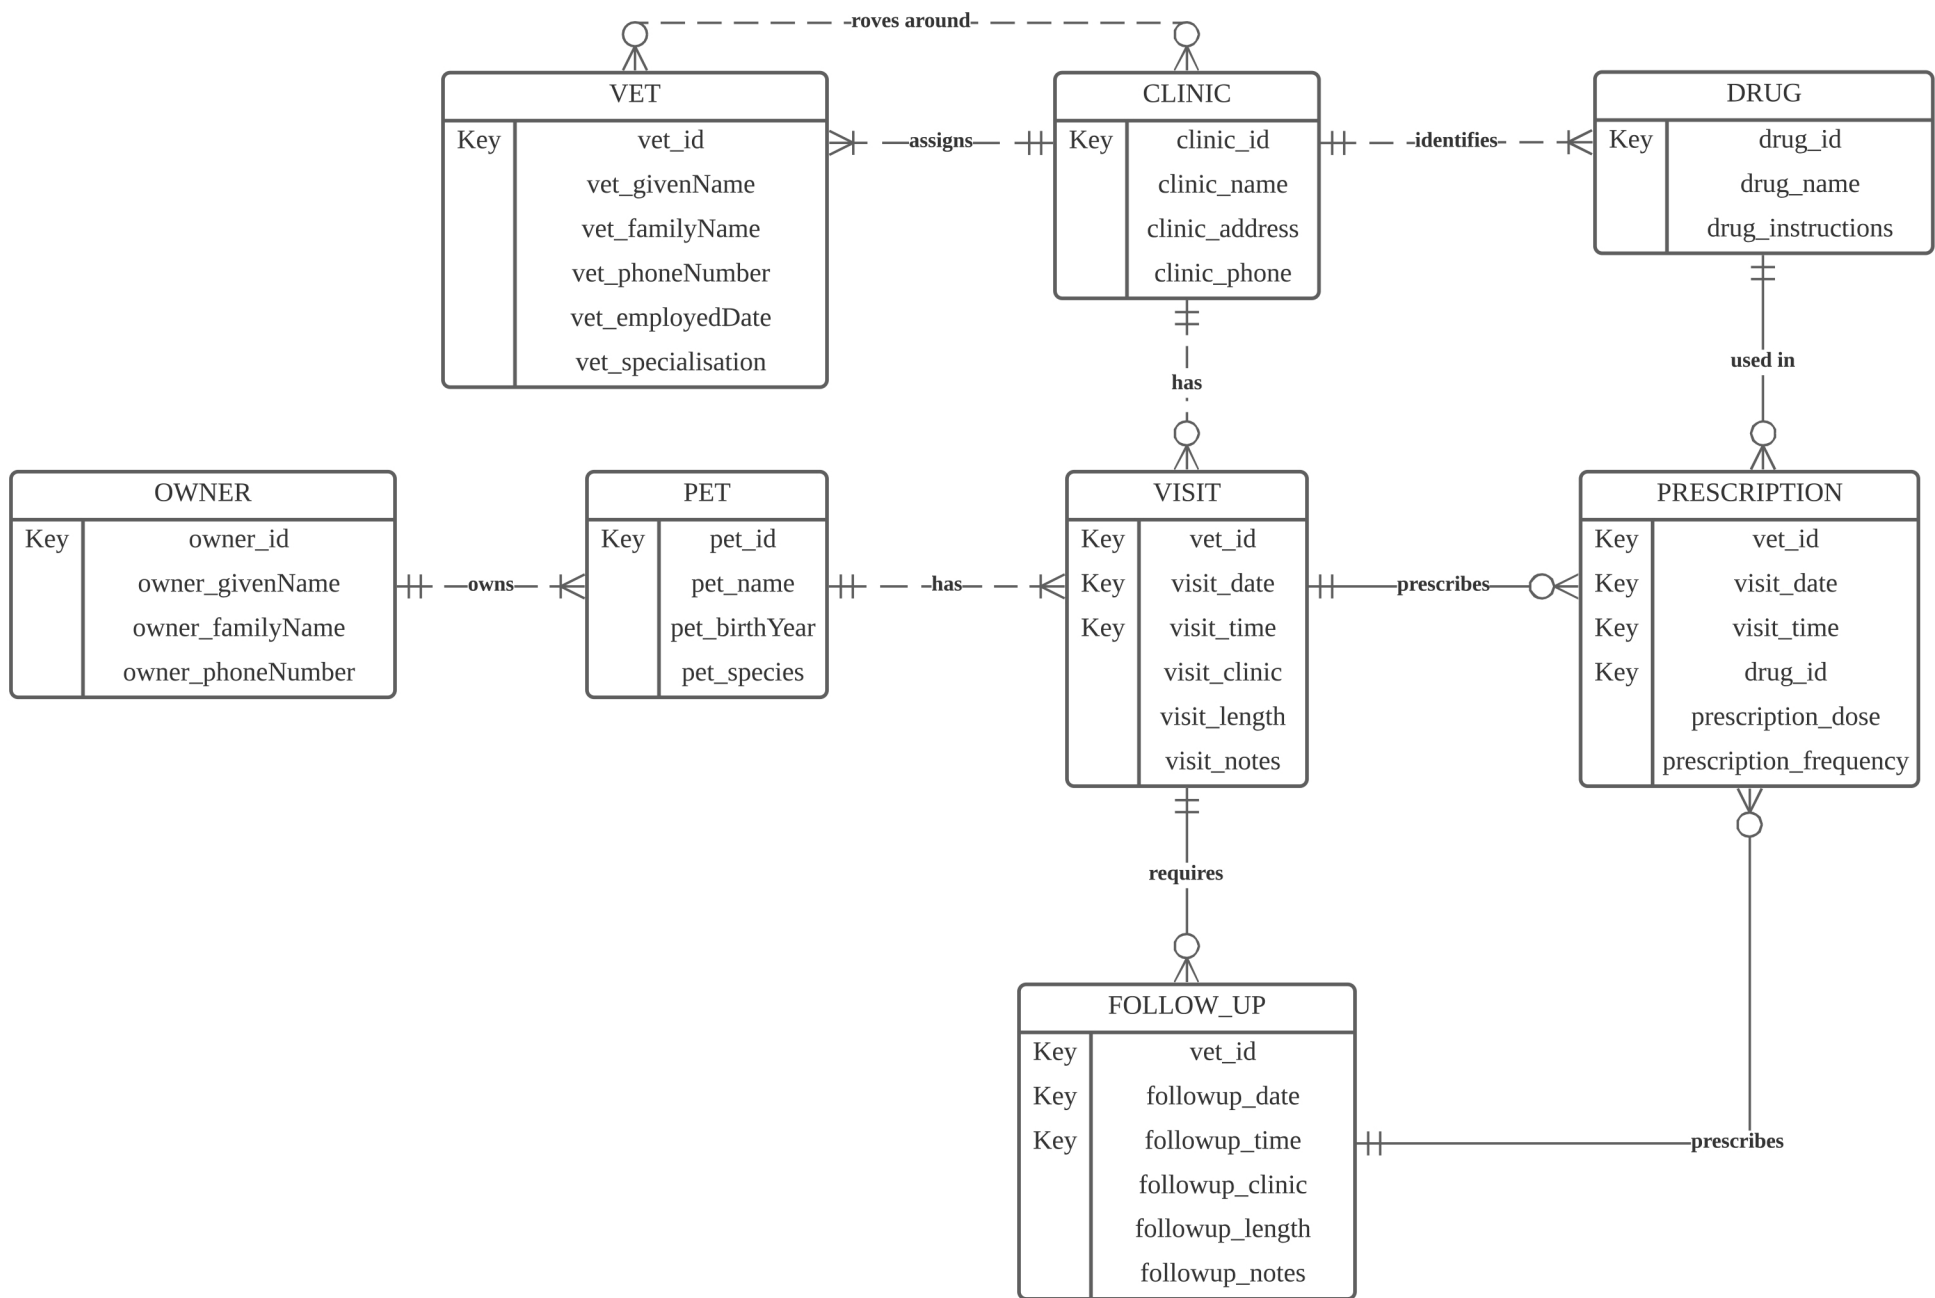 roves around
VET
Key vet_id
vet_givenName
vet_familyName
vet_phoneNumber
vet_employedDate
vet_specialisation
assigns
CLINIC
Key clinic_id
clinic_name
clinic_address
clinic_phone
identifies
DRUG
Key drug_id
drug_name
drug_instructions
has
used in
OWNER
Key owner_id
owner_givenName
owner_familyName
owner_phoneNumber
owns
PET
Key pet_id
pet_name
pet_birthYear
pet_species
has
VISIT
Key vet_id
Key visit_date
Key visit_time
visit_clinic
visit_length
visit_notes
prescribes
PRESCRIPTION
Key vet_id
Key visit_date
Key visit_time
Key drug_id
prescription_dose
prescription_frequency
requires
FOLLOW_UP
Key vet_id
Key followup_date
Key followup_time
followup_clinic
followup_length
followup_notes
prescribes